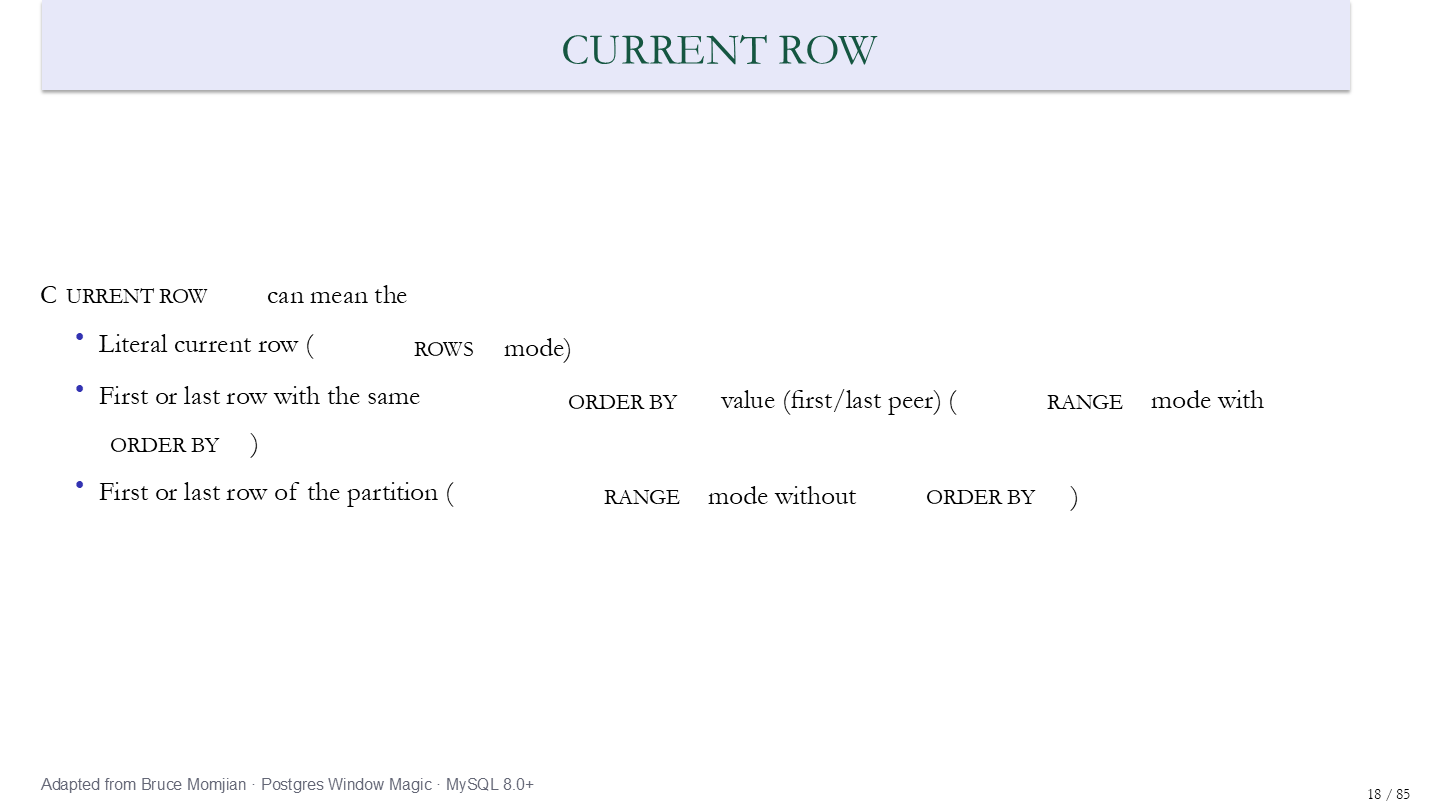 CURRENT ROW
CURRENT ROW can mean the
• Literal current row (ROWS mode)
• First or last row with the same ORDER BY value (first/last peer) (RANGE mode with
ORDER BY)
• First or last row of the partition (RANGE mode without ORDER BY)
Adapted from Bruce Momjian · Postgres Window Magic · MySQL 8.0+
18 / 85